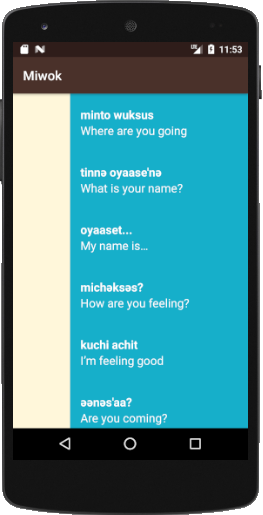 11:53
Miwok
minto wuksus
Where are you going
tinnə oyaase'nə
What is your name?
oyaaset...
My name is…
michəksəs?
How are you feeling?
kuchi achit
I'm feeling good
əənəs'aa?
Are you coming?